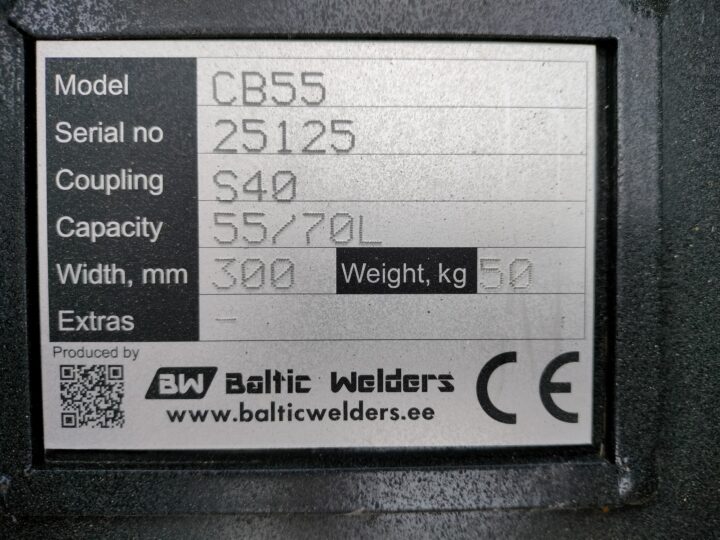 Model CB55
Serial no 25125
Coupling S40
Capacity 55/70L
Width, mm 300 Weight, kg 50
Extras -
Produced by
BW Baltic Welders CE
www.balticwelders.ee